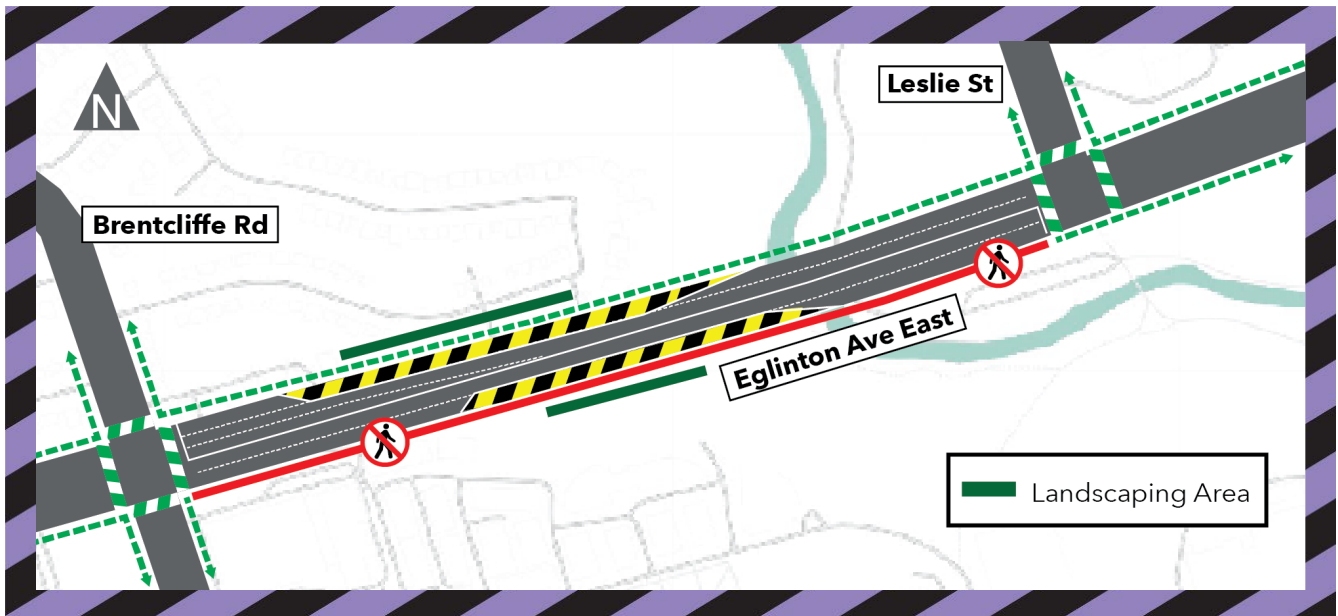 N
Leslie St
Brentcliffe Rd
Eglinton Ave East
Landscaping Area